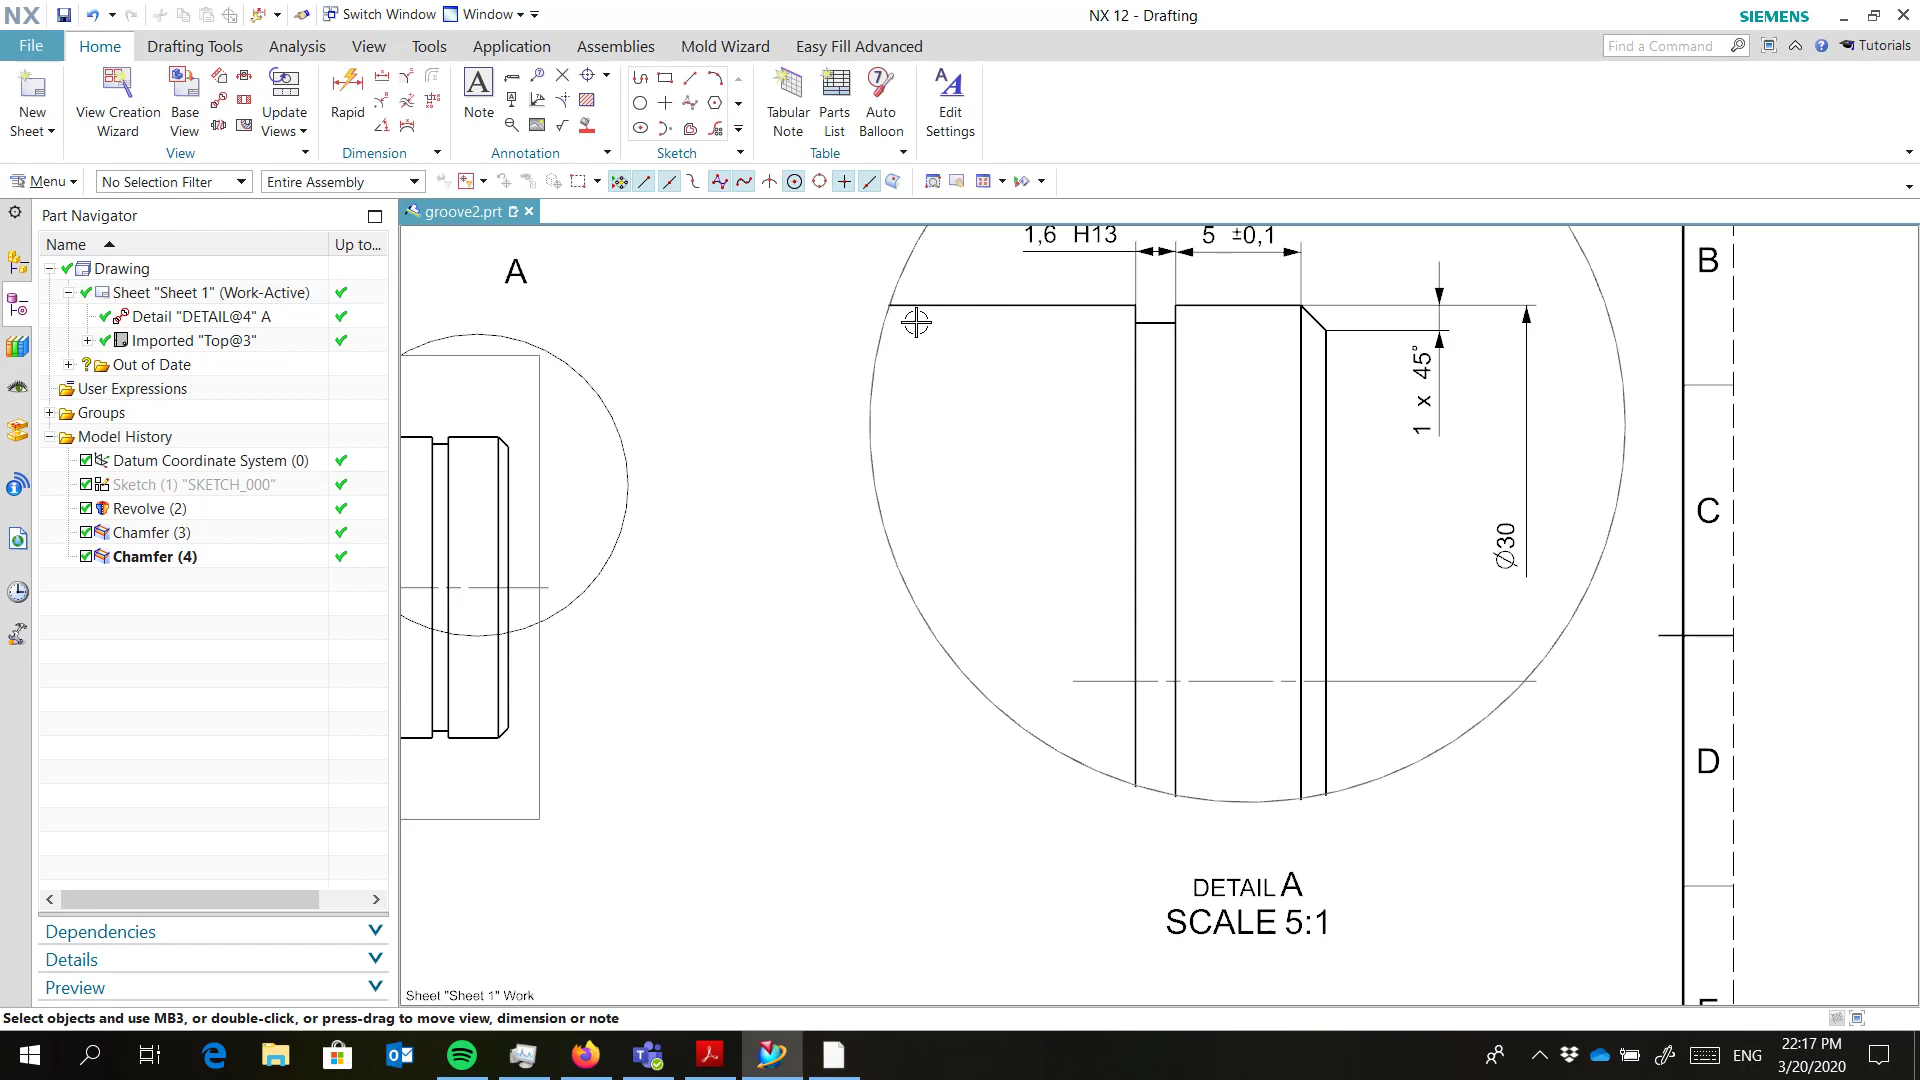 NX
Switch Window
Window
NX 12 - Drafting
SIEMENS
File
Home
Drafting Tools
Analysis
View
Tools
Application
Assemblies
Mold Wizard
Easy Fill Advanced
Find a Command
Tutorials
New
Sheet
View Creation
Wizard
Base
View
Update
Views
Rapid
Note
Tabular
Note
Parts
List
Auto
Balloon
Edit
Settings
View
Dimension
Annotation
Sketch
Table
Menu
No Selection Filter
Entire Assembly
Part Navigator
groove2.prt
Name
Up to...
Drawing
Sheet "Sheet 1" (Work-Active)
Detail "DETAIL@4" A
Imported "Top@3"
Out of Date
User Expressions
Groups
Model History
Datum Coordinate System (0)
Sketch (1) "SKETCH_000"
Revolve (2)
Chamfer (3)
Chamfer (4)
Dependencies
Details
Preview
A
1,6 H13
5 ±0,1
1 x 45°
Ø30
B
C
D
DETAIL A
SCALE 5:1
Sheet "Sheet 1" Work
Select objects and use MB3, or double-click, or press-drag to move view, dimension or note
ENG
22:17 PM
3/20/2020